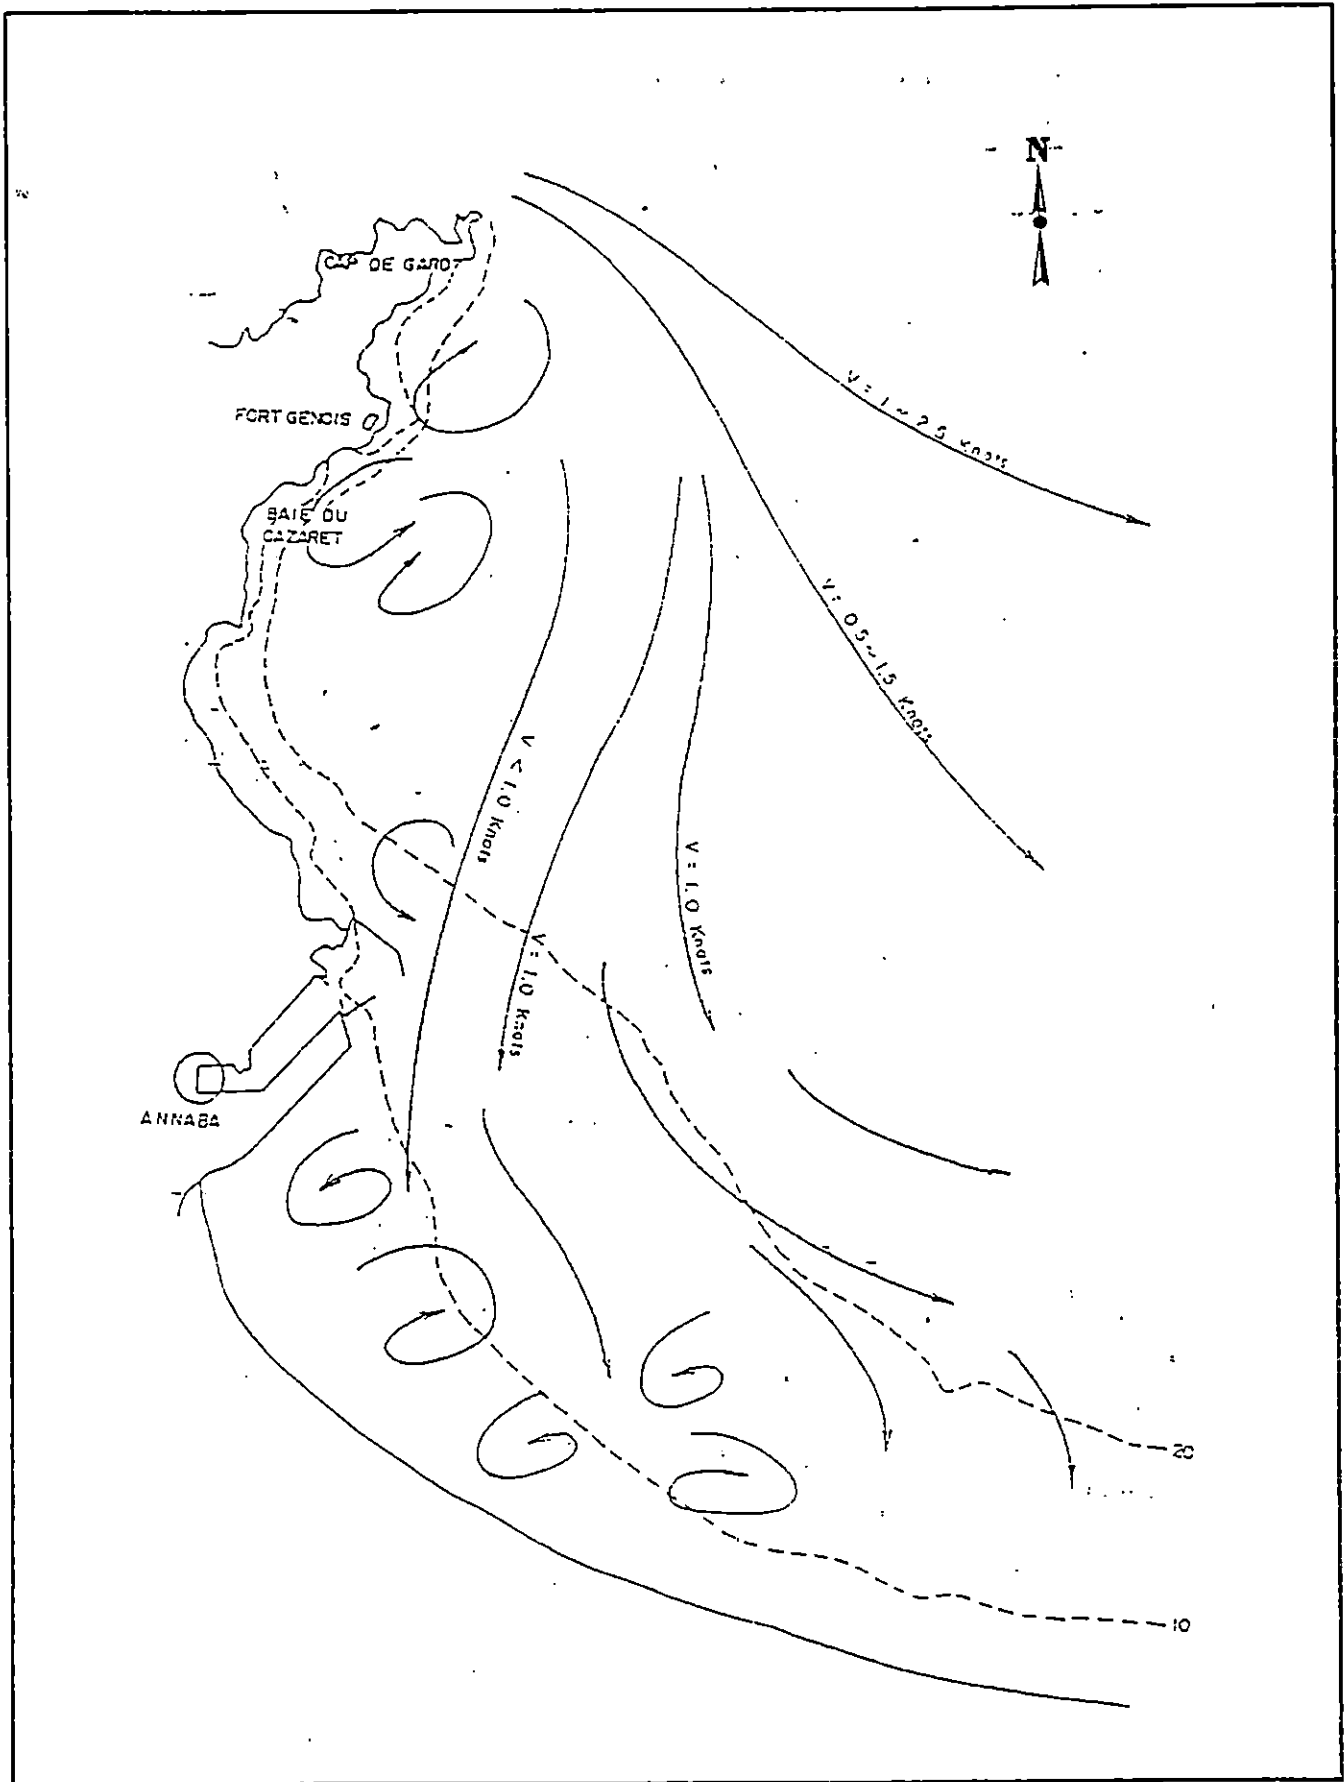 N
CAP DE GARDE
FORT GENOIS
BAIE DU
CAZARET
V = 1 ~ 2.5 Knots
V = 0.5 ~ 1.5 Knots
V < 1.0 Knots
V = 1.0 Knots
V = 1.0 Knots
ANNABA
20
10